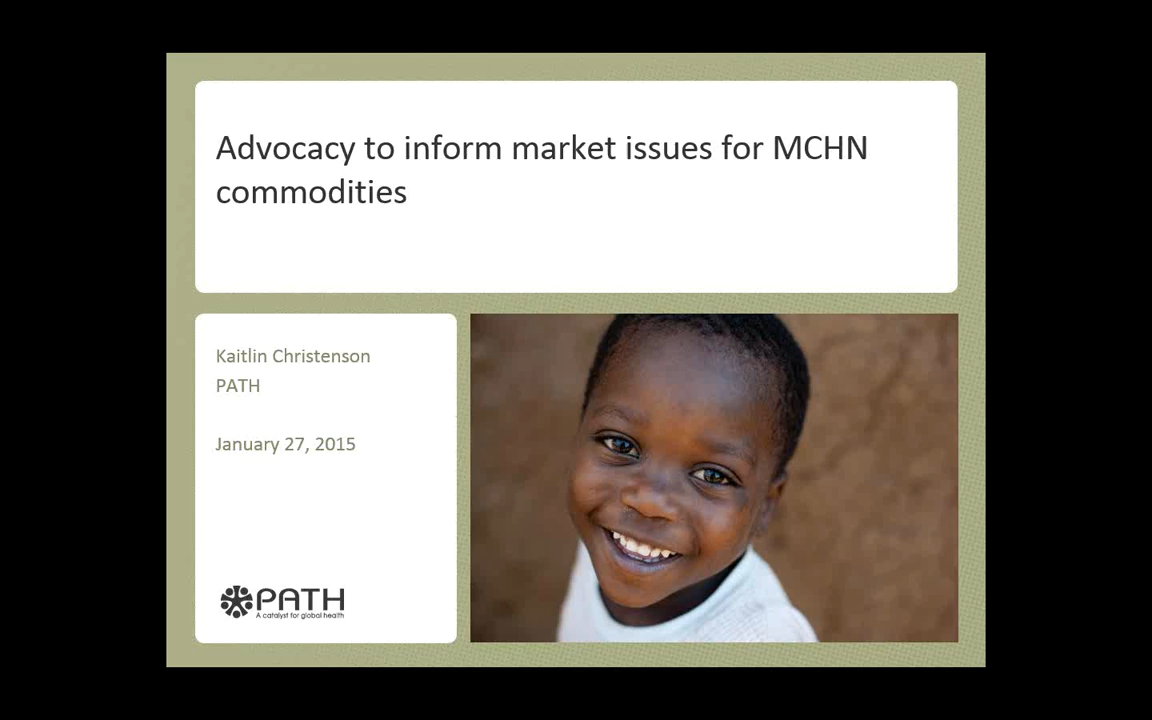 Advocacy to inform market issues for MCHN
commodities
Kaitlin Christenson
PATH
January 27, 2015
PATH
A catalyst for global health